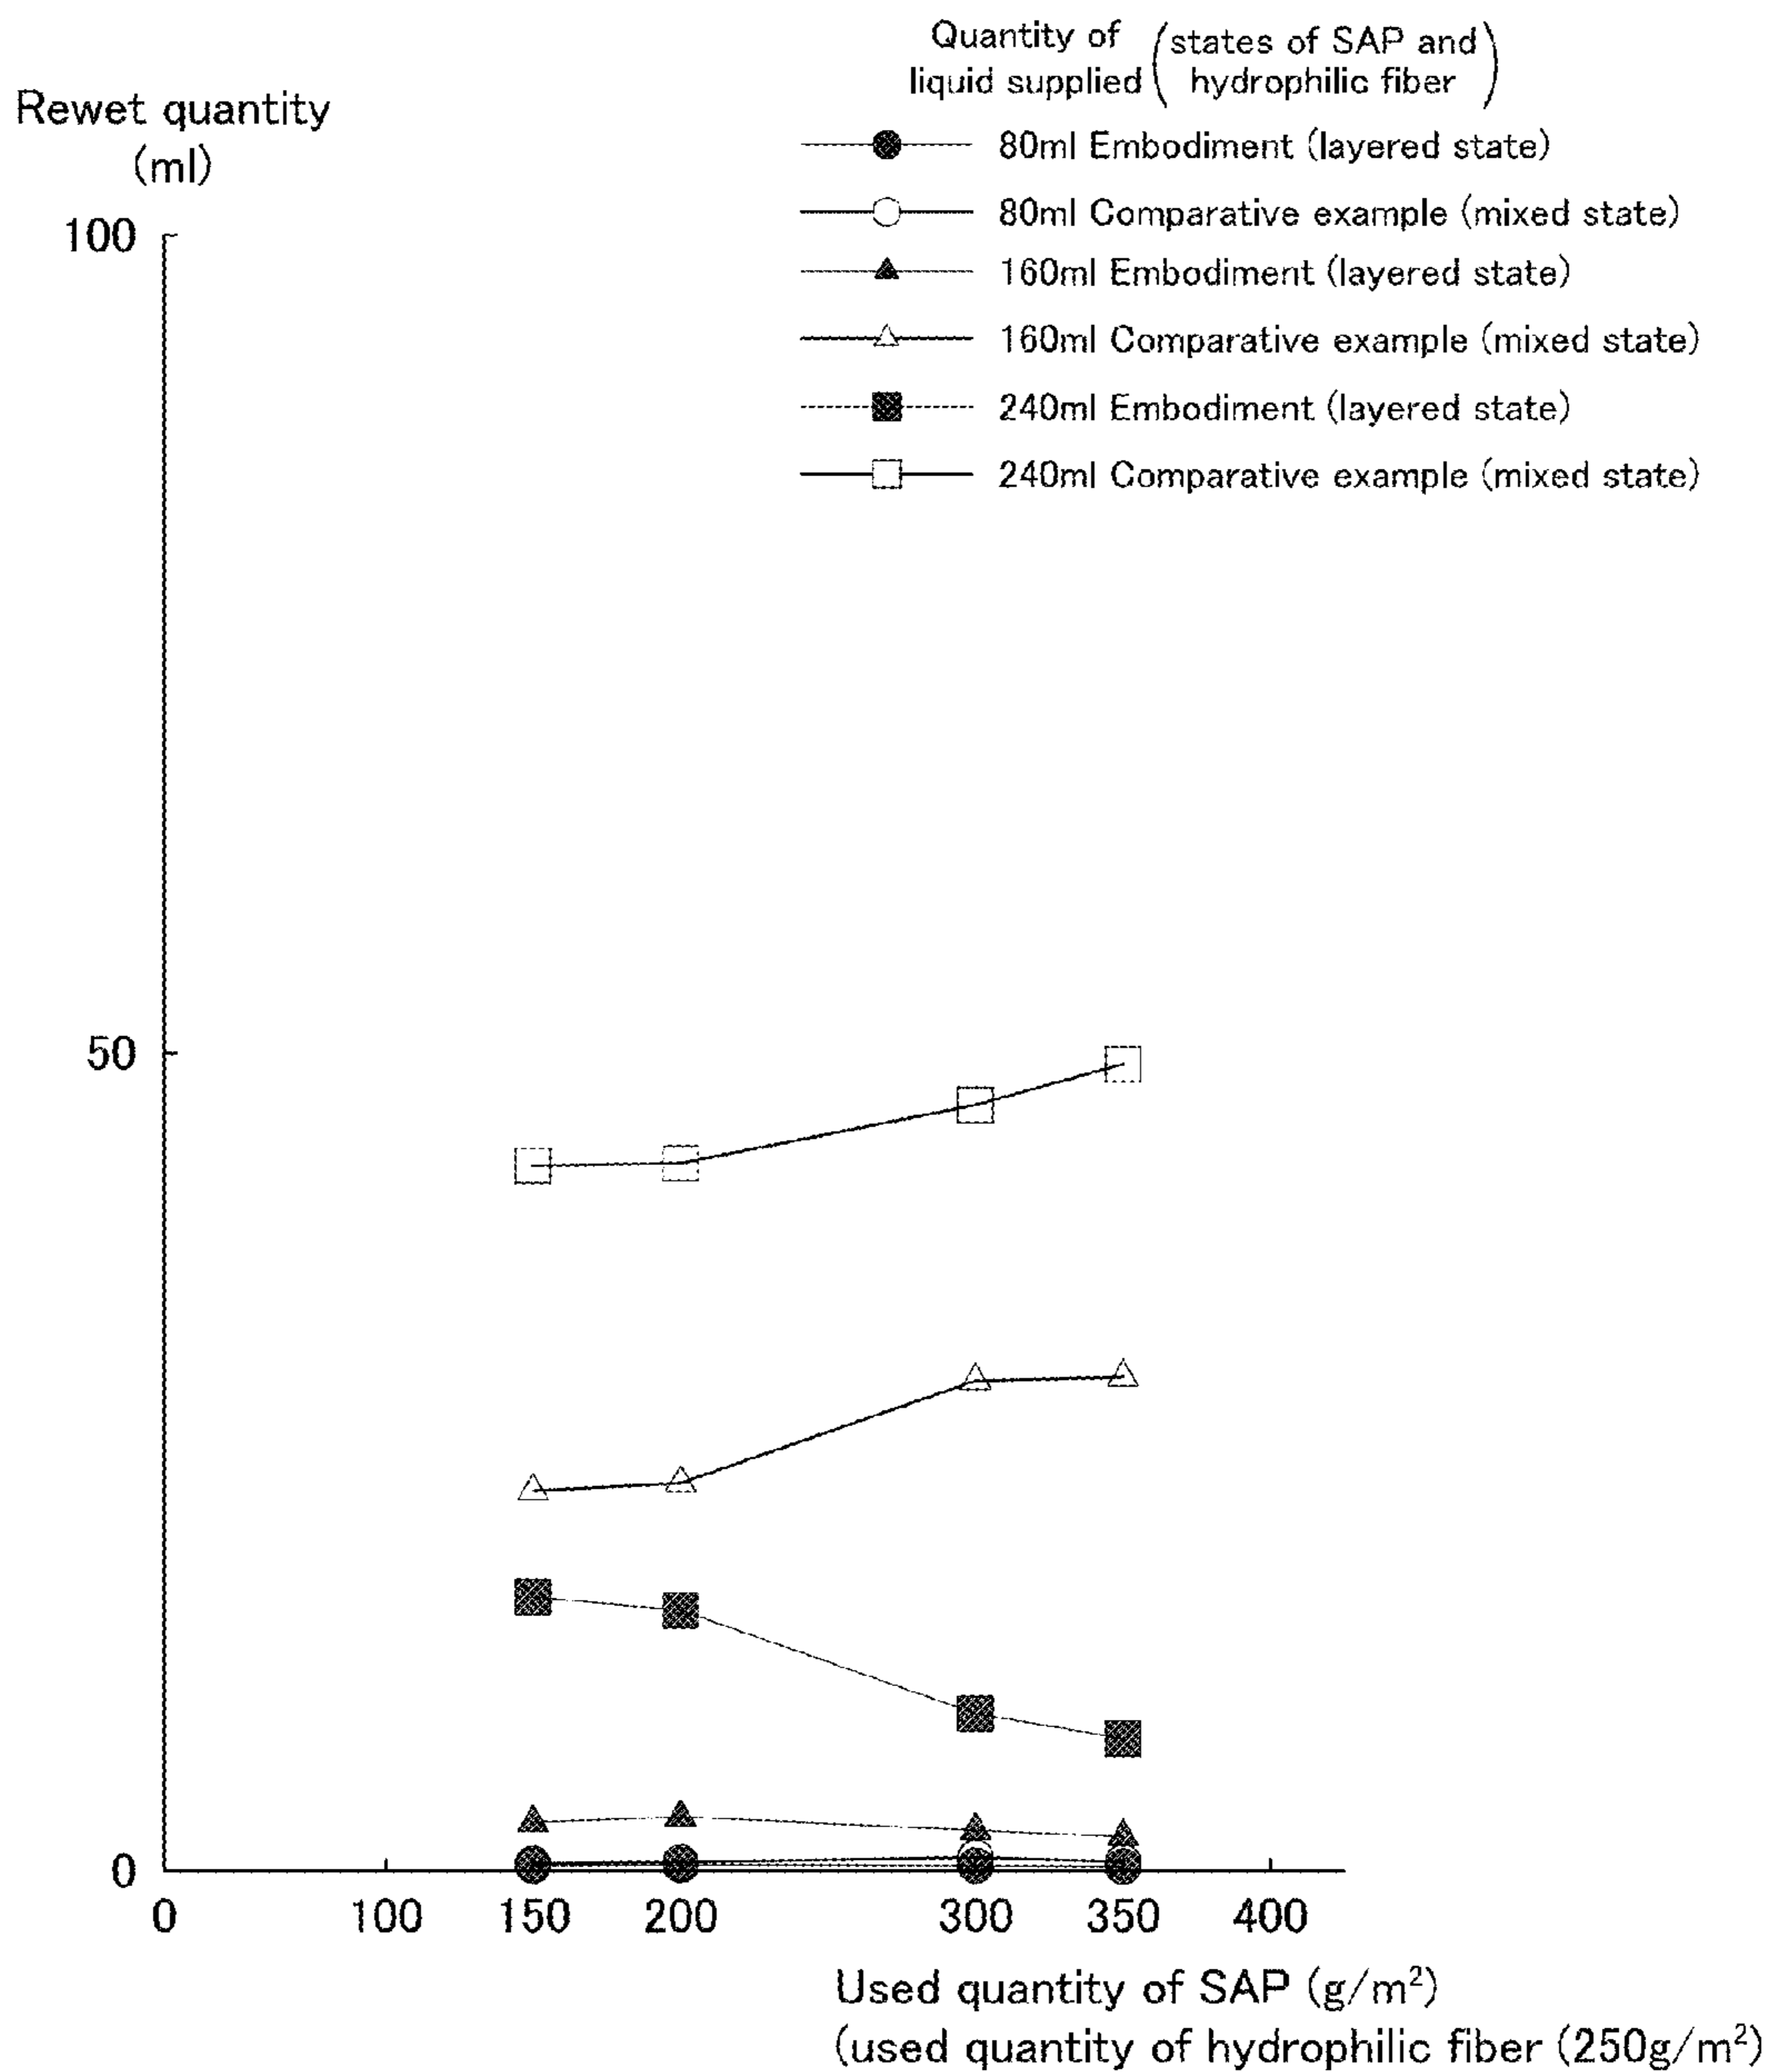 Quantity of (states of SAP and
liquid supplied hydrophilic fiber)
Rewet quantity
(ml)
80ml Embodiment (layered state)
80ml Comparative example (mixed state)
160ml Embodiment (layered state)
160ml Comparative example (mixed state)
240ml Embodiment (layered state)
240ml Comparative example (mixed state)
100
50
0
0 100 150 200 300 350 400
Used quantity of SAP (g/m²)
(used quantity of hydrophilic fiber (250g/m²)